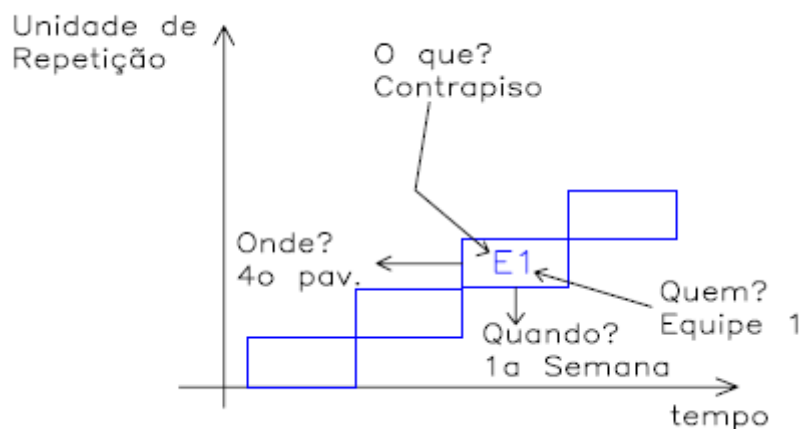 Unidade de
Repetição
O que?
Contrapiso
Onde?
4o pav.
E1
Quem?
Equipe 1
Quando?
1a Semana
tempo